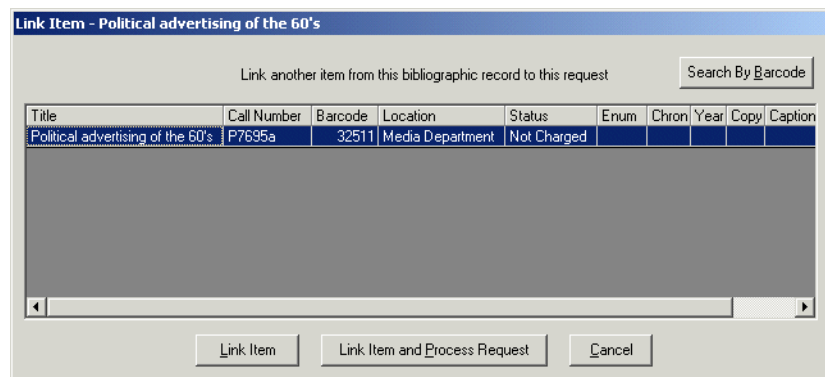 Link Item - Political advertising of the 60's
Link another item from this bibliographic record to this request
Search By Barcode
Title Call Number Barcode Location Status Enum Chron Year Copy Caption
Political advertising of the 60's P7695a 32511 Media Department Not Charged
Link Item Link Item and Process Request Cancel